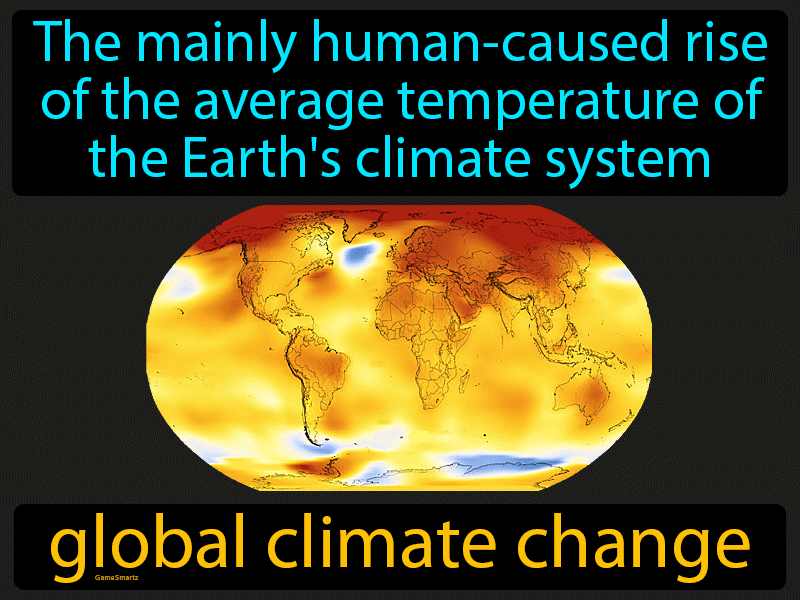 The mainly human-caused rise
of the average temperature of
the Earth's climate system
global climate change
GameSmartz